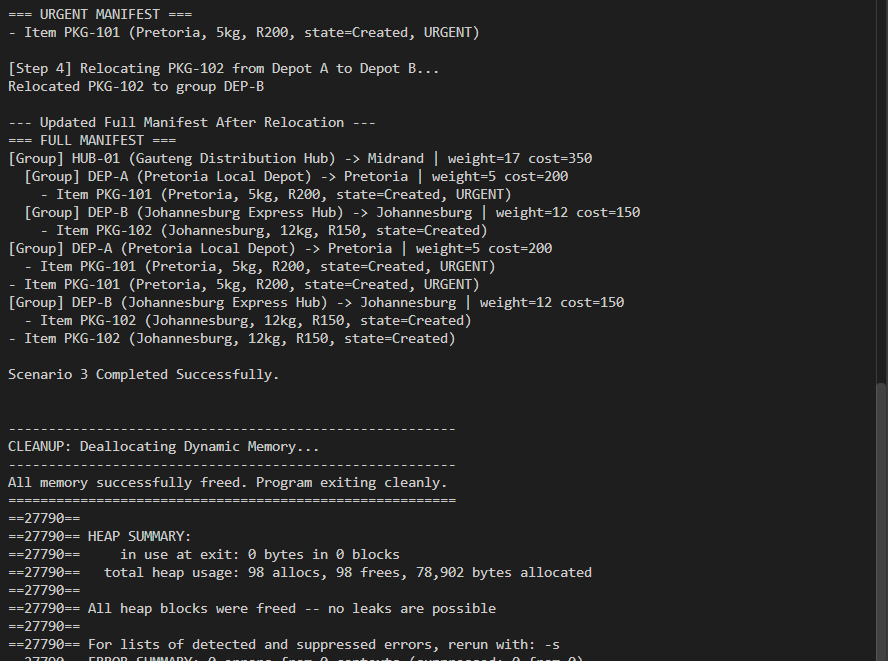 === URGENT MANIFEST ===
- Item PKG-101 (Pretoria, 5kg, R200, state=Created, URGENT)
[Step 4] Relocating PKG-102 from Depot A to Depot B...
Relocated PKG-102 to group DEP-B
--- Updated Full Manifest After Relocation ---
=== FULL MANIFEST ===
[Group] HUB-01 (Gauteng Distribution Hub) -> Midrand | weight=17 cost=350
  [Group] DEP-A (Pretoria Local Depot) -> Pretoria | weight=5 cost=200
    - Item PKG-101 (Pretoria, 5kg, R200, state=Created, URGENT)
  [Group] DEP-B (Johannesburg Express Hub) -> Johannesburg | weight=12 cost=150
    - Item PKG-102 (Johannesburg, 12kg, R150, state=Created)
[Group] DEP-A (Pretoria Local Depot) -> Pretoria | weight=5 cost=200
  - Item PKG-101 (Pretoria, 5kg, R200, state=Created, URGENT)
- Item PKG-101 (Pretoria, 5kg, R200, state=Created, URGENT)
[Group] DEP-B (Johannesburg Express Hub) -> Johannesburg | weight=12 cost=150
  - Item PKG-102 (Johannesburg, 12kg, R150, state=Created)
- Item PKG-102 (Johannesburg, 12kg, R150, state=Created)
Scenario 3 Completed Successfully.
--------------------------------------------------------
CLEANUP: Deallocating Dynamic Memory...
--------------------------------------------------------
All memory successfully freed. Program exiting cleanly.
========================================================
==27790==
==27790== HEAP SUMMARY:
==27790==     in use at exit: 0 bytes in 0 blocks
==27790==   total heap usage: 98 allocs, 98 frees, 78,902 bytes allocated
==27790==
==27790== All heap blocks were freed -- no leaks are possible
==27790==
==27790== For lists of detected and suppressed errors, rerun with: -s
==27790== ERROR SUMMARY: 0 errors from 0 contexts (suppressed: 0 from 0)